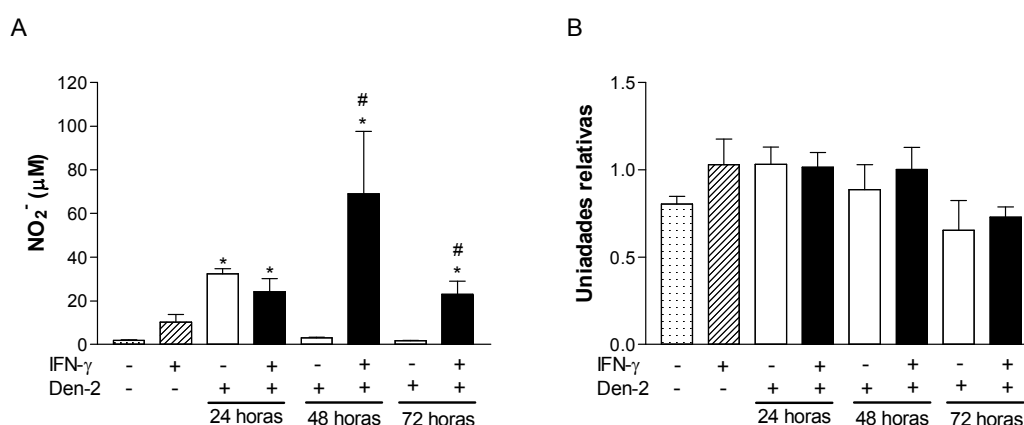 A
NO2- (μM)
120
100
80
60
40
20
0
* * # * # *
IFN-γ - + - + - + - +
Den-2 - - + + + + + +
24 horas 48 horas 72 horas
B
Uniadades relativas
1.5
1.0
0.5
0.0
IFN-γ - + - + - + - +
Den-2 - - + + + + + +
24 horas 48 horas 72 horas